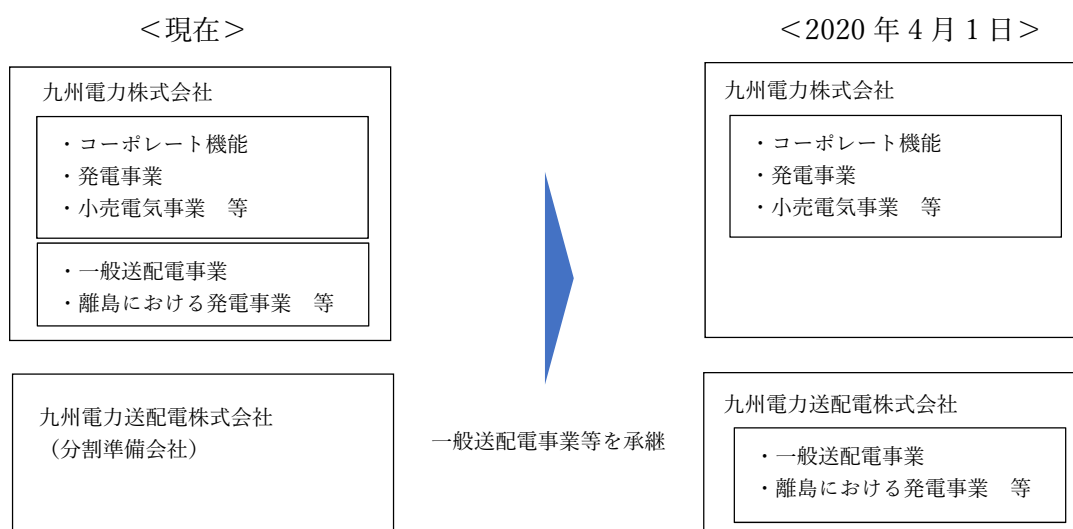 ＜現在＞
九州電力株式会社
・コーポレート機能
・発電事業
・小売電気事業　等
・一般送配電事業
・離島における発電事業　等
九州電力送配電株式会社
（分割準備会社）
一般送配電事業等を承継
＜2020 年 4 月 1 日＞
九州電力株式会社
・コーポレート機能
・発電事業
・小売電気事業　等
九州電力送配電株式会社
・一般送配電事業
・離島における発電事業　等